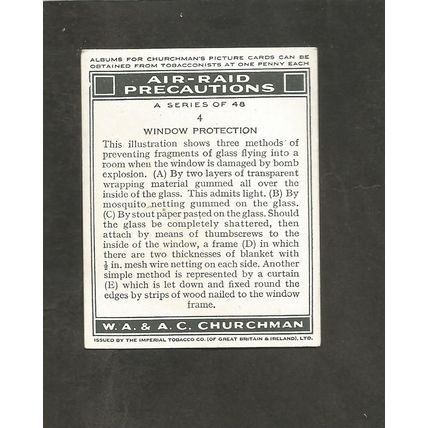 ALBUMS FOR CHURCHMAN'S PICTURE CARDS CAN BE
OBTAINED FROM TOBACCONISTS AT ONE PENNY EACH
AIR-RAID
PRECAUTIONS
A SERIES OF 48
4
WINDOW PROTECTION
This illustration shows three methods of
preventing fragments of glass flying into a
room when the window is damaged by bomb
explosion. (A) By two layers of transparent
wrapping material gummed all over the
inside of the glass. This admits light. (B) By
mosquito netting gummed on the glass.
(C) By stout paper pasted on the glass. Should
the glass be completely shattered, then
attach by means of thumbscrews to the
inside of the window, a frame (D) in which
there are two thicknesses of blanket with
½ in. mesh wire netting on each side. Another
simple method is represented by a curtain
(E) which is let down and fixed round the
edges by strips of wood nailed to the window
frame.
W. A. & A. C. CHURCHMAN
ISSUED BY THE IMPERIAL TOBACCO CO. (OF GREAT BRITAIN & IRELAND), LTD.